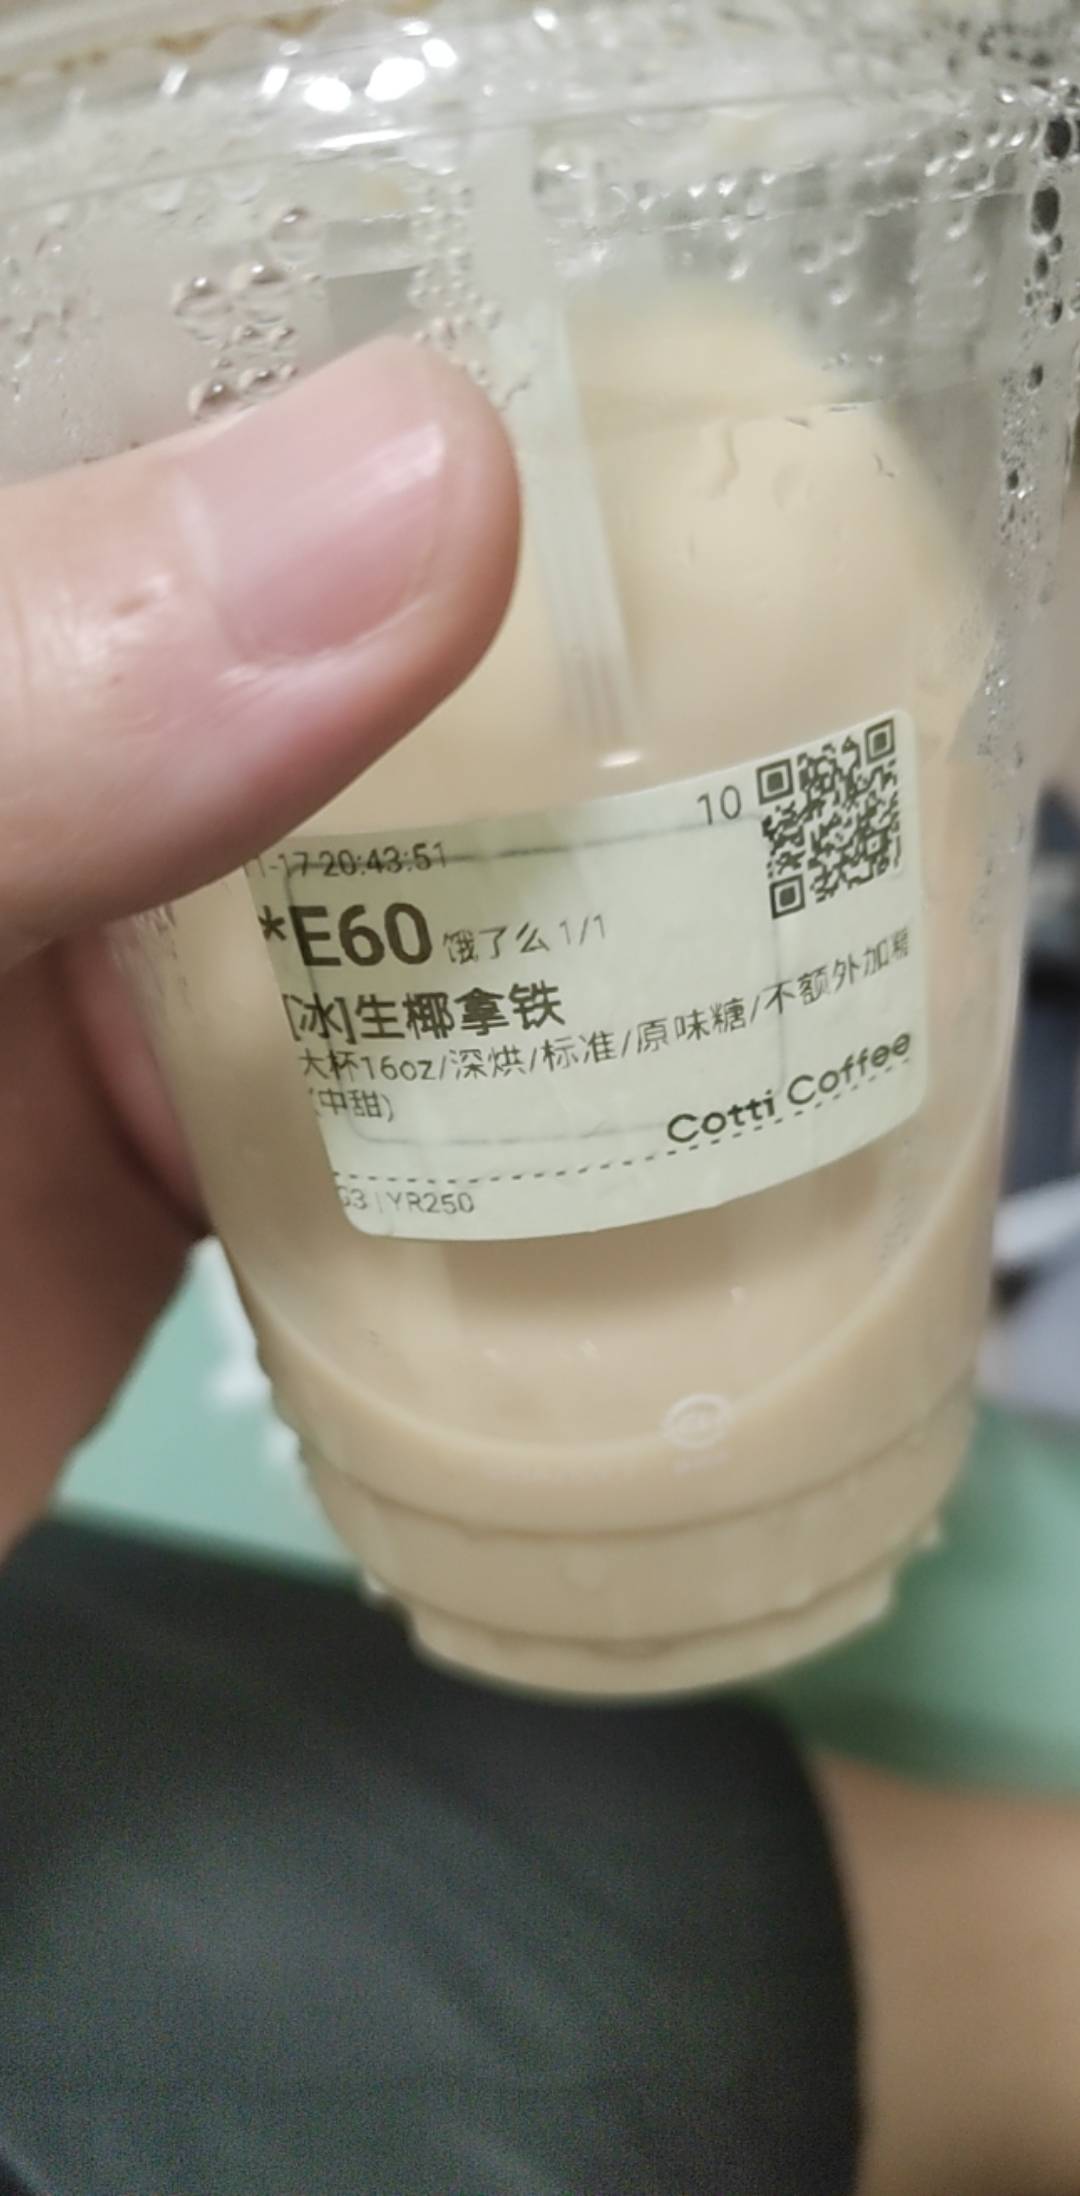 10
1-17 20:43:51
*E60 饿了么 1/1
[冰]生椰拿铁
大杯16oz/深烘/标准/原味糖/不额外加糖
(中甜)
Cotti Coffee
G3 | YR250